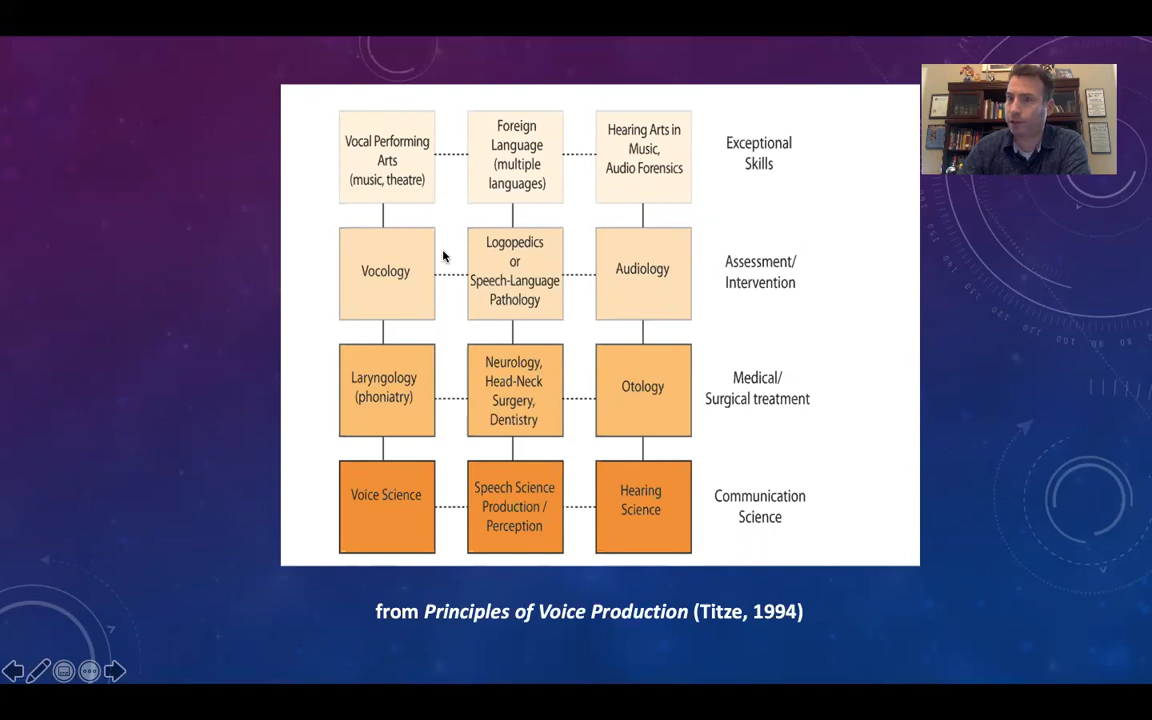 Vocal Performing
Arts
(music, theatre)
Foreign
Language
(multiple
languages)
Hearing Arts in
Music,
Audio Forensics
Exceptional
Skills
Vocology
Logopedics
or
Speech-Language
Pathology
Audiology
Assessment/
Intervention
Laryngology
(phoniatry)
Neurology,
Head-Neck
Surgery,
Dentistry
Otology
Medical/
Surgical treatment
Voice Science
Speech Science
Production /
Perception
Hearing
Science
Communication
Science
from Principles of Voice Production (Titze, 1994)